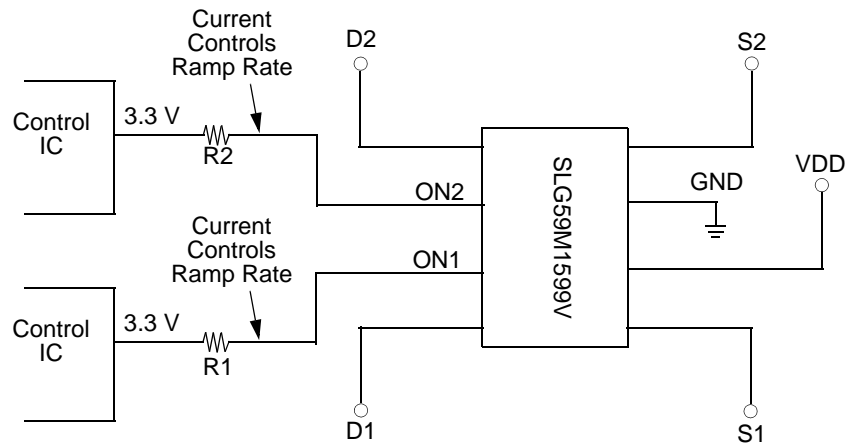 Current
Controls
Ramp Rate
D2
S2
Control
IC
3.3 V
R2
ON2
SLG59M1599V
GND
VDD
Current
Controls
Ramp Rate
ON1
Control
IC
3.3 V
R1
D1
S1